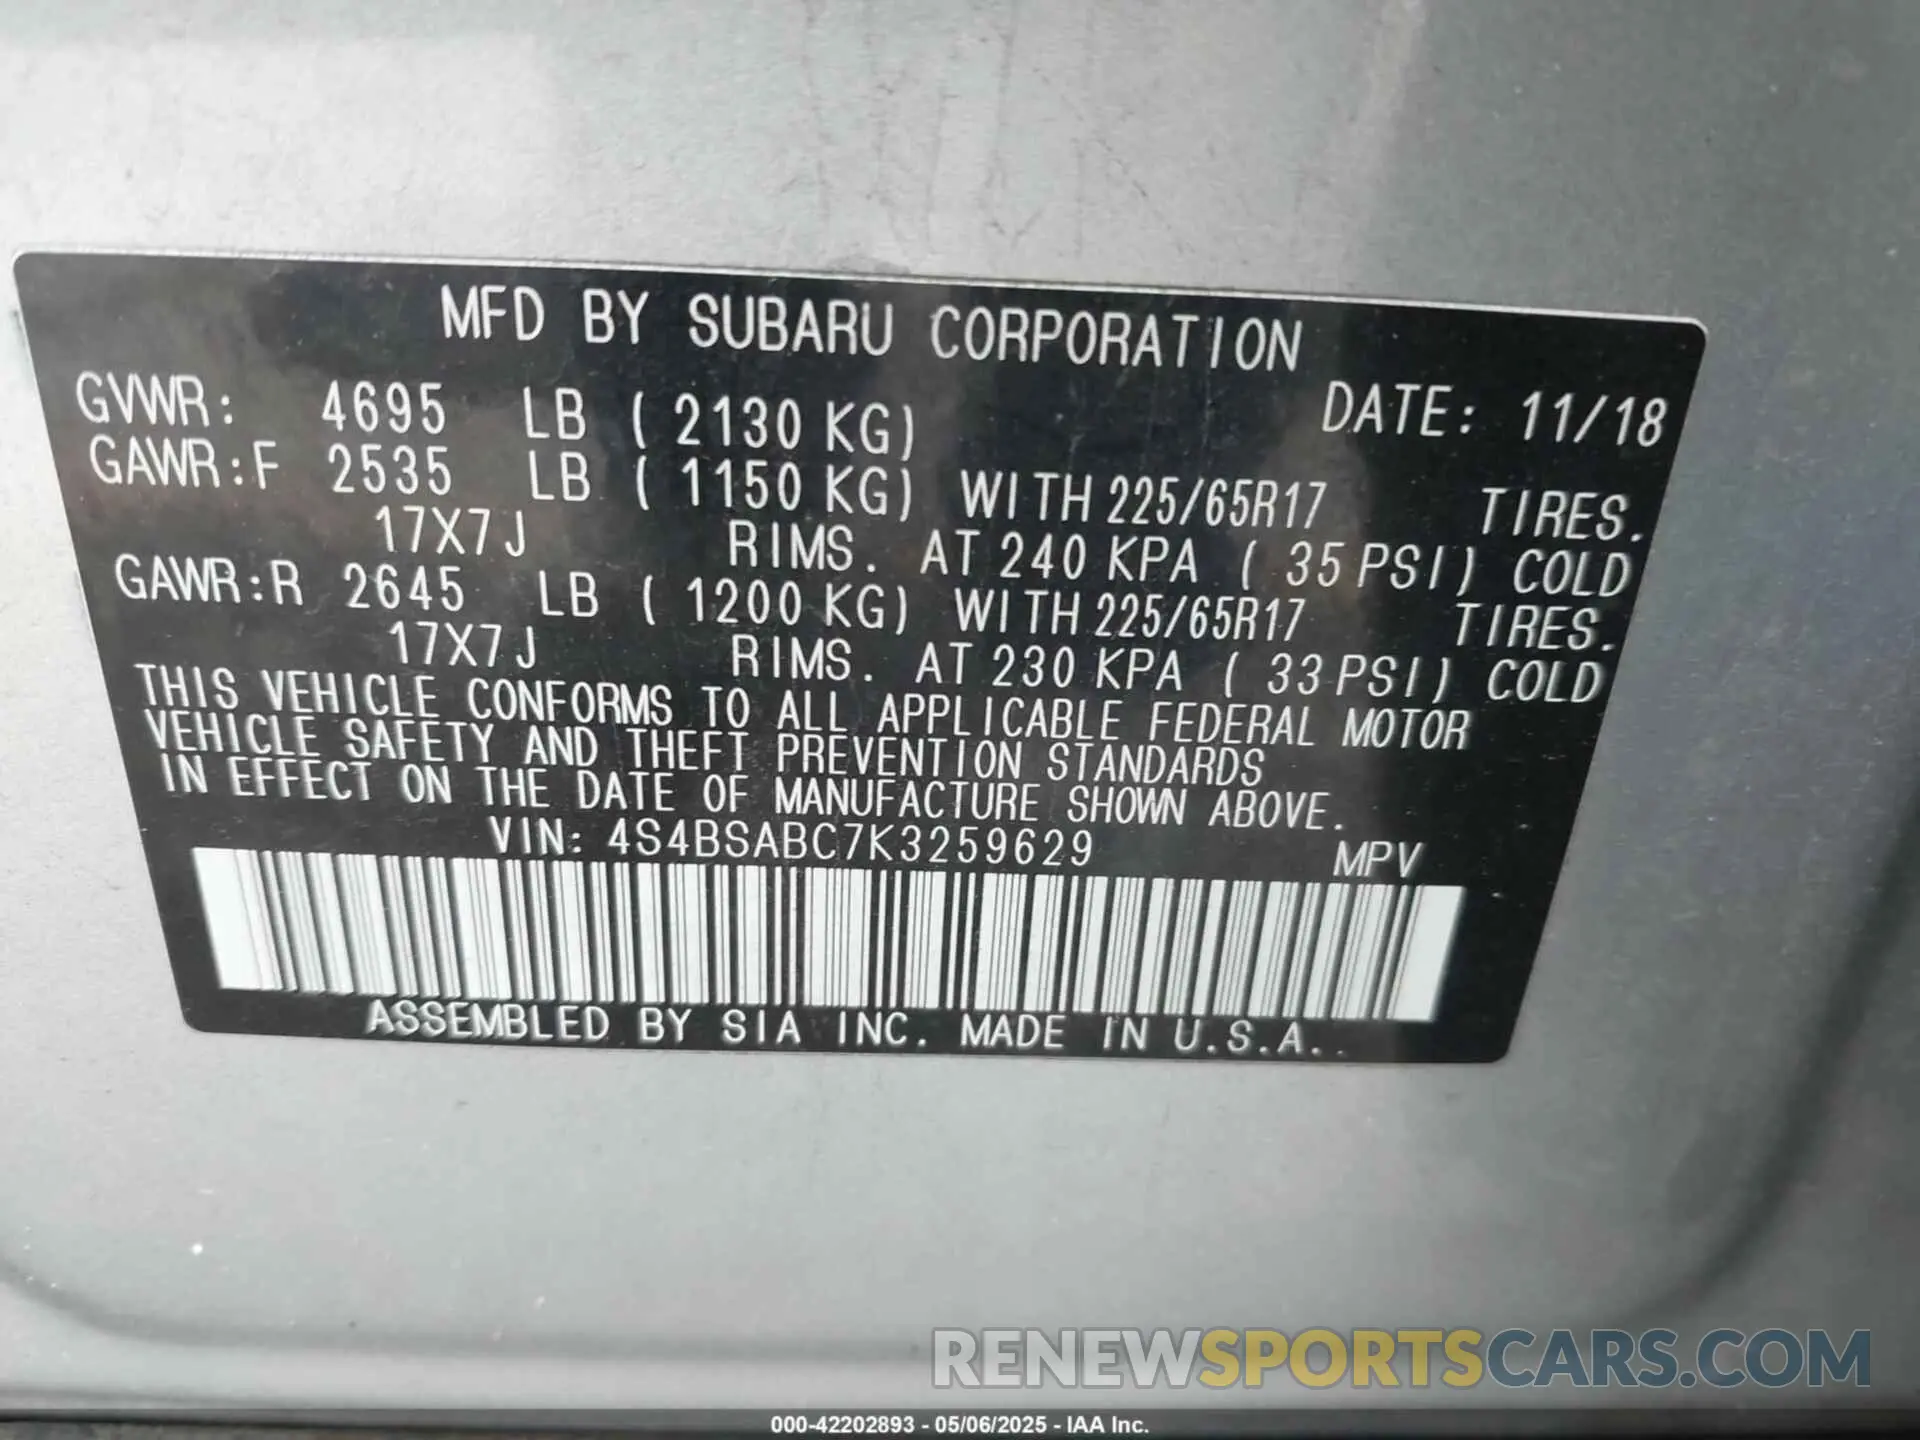 MFD BY SUBARU CORPORATION
GVWR: 4695 LB ( 2130 KG) DATE: 11/18
GAWR:F 2535 LB ( 1150 KG) WITH 225/65R17 TIRES.
17X7J RIMS. AT 240 KPA ( 35 PSI) COLD
GAWR:R 2645 LB ( 1200 KG) WITH 225/65R17 TIRES.
17X7J RIMS. AT 230 KPA ( 33 PSI) COLD
THIS VEHICLE CONFORMS TO ALL APPLICABLE FEDERAL MOTOR
VEHICLE SAFETY AND THEFT PREVENTION STANDARDS
IN EFFECT ON THE DATE OF MANUFACTURE SHOWN ABOVE.
VIN: 4S4BSABC7K3259629 MPV
ASSEMBLED BY SIA INC. MADE IN U.S.A..
RENEWSPORTSCARS.COM
000-42202893 - 05/06/2025 - IAA Inc.